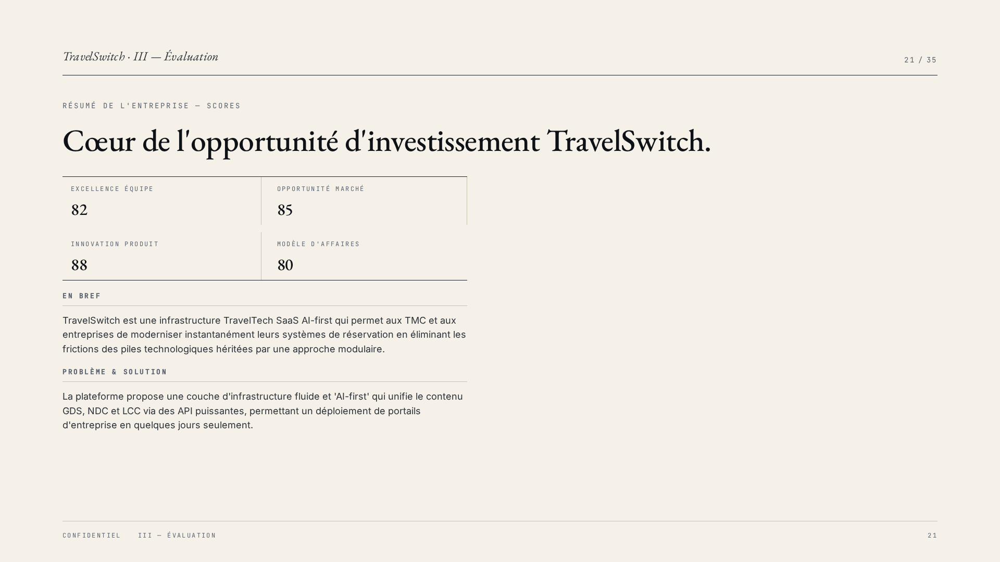 TravelSwitch · III — Évaluation
21 / 35
RÉSUMÉ DE L'ENTREPRISE — SCORES
Cœur de l'opportunité d'investissement TravelSwitch.
EXCELLENCE ÉQUIPE
82
OPPORTUNITÉ MARCHÉ
85
INNOVATION PRODUIT
88
MODÈLE D'AFFAIRES
80
EN BREF
TravelSwitch est une infrastructure TravelTech SaaS AI-first qui permet aux TMC et aux
entreprises de moderniser instantanément leurs systèmes de réservation en éliminant les
frictions des piles technologiques héritées par une approche modulaire.
PROBLÈME & SOLUTION
La plateforme propose une couche d'infrastructure fluide et 'AI-first' qui unifie le contenu
GDS, NDC et LCC via des API puissantes, permettant un déploiement de portails
d'entreprise en quelques jours seulement.
CONFIDENTIEL III — ÉVALUATION
21